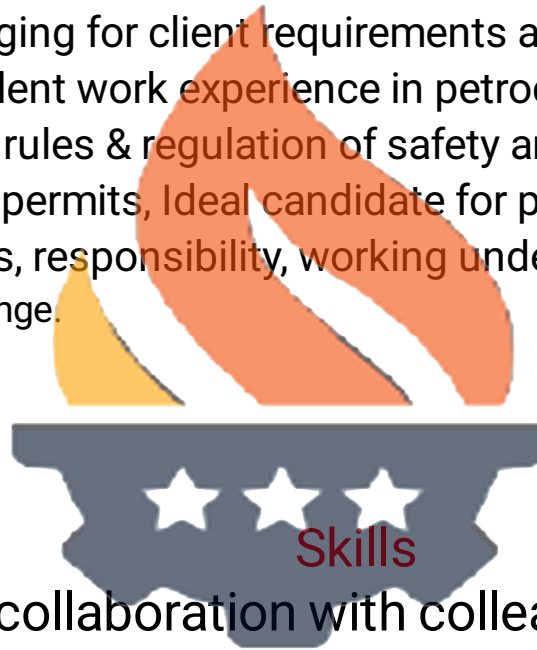 ging for client requirements a
lent work experience in petro
rules & regulation of safety a
permits, Ideal candidate for p
s, responsibility, working unde
nge.
Skills
collaboration with collea